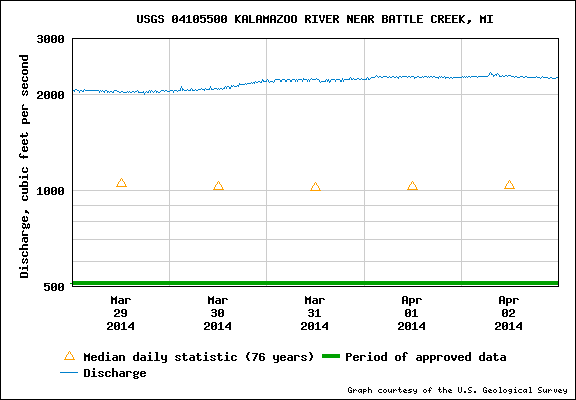 USGS 04105500 KALAMAZOO RIVER NEAR BATTLE CREEK, MI
Discharge, cubic feet per second
3000
2000
1000
500
Mar 29 2014
Mar 30 2014
Mar 31 2014
Apr 01 2014
Apr 02 2014
Median daily statistic (76 years)
Period of approved data
Discharge
Graph courtesy of the U.S. Geological Survey